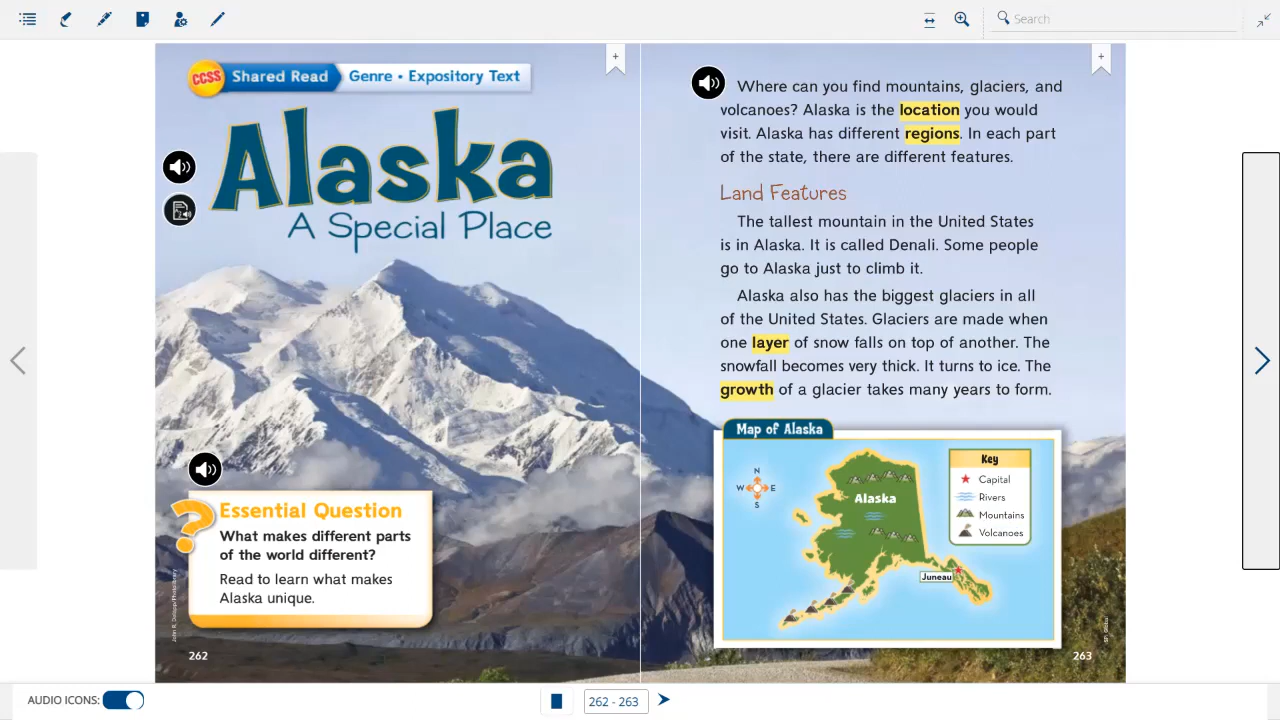 Search
CCSS Shared Read Genre • Expository Text
Alaska
A Special Place
Essential Question
What makes different parts
of the world different?
Read to learn what makes
Alaska unique.
262
Where can you find mountains, glaciers, and
volcanoes? Alaska is the location you would
visit. Alaska has different regions. In each part
of the state, there are different features.
Land Features
The tallest mountain in the United States
is in Alaska. It is called Denali. Some people
go to Alaska just to climb it.
Alaska also has the biggest glaciers in all
of the United States. Glaciers are made when
one layer of snow falls on top of another. The
snowfall becomes very thick. It turns to ice. The
growth of a glacier takes many years to form.
Map of Alaska
N
W E
S
Alaska
Juneau
Key
Capital
Rivers
Mountains
Volcanoes
263
AUDIO ICONS:
262 - 263